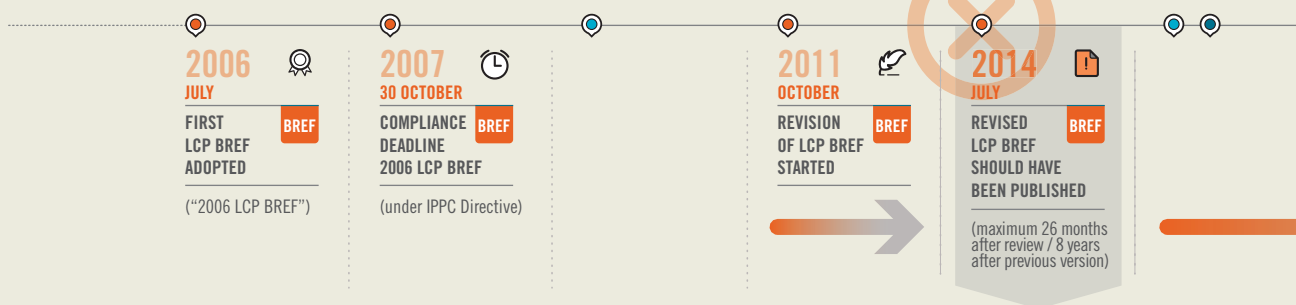 2006
JULY
BREF
FIRST
LCP BREF
ADOPTED
(“2006 LCP BREF”)
2007
30 OCTOBER
BREF
COMPLIANCE
DEADLINE
2006 LCP BREF
(under IPPC Directive)
2011
OCTOBER
BREF
REVISION
OF LCP BREF
STARTED
2014
!
JULY
BREF
REVISED
LCP BREF
SHOULD HAVE
BEEN PUBLISHED
(maximum 26 months
after review / 8 years
after previous version)